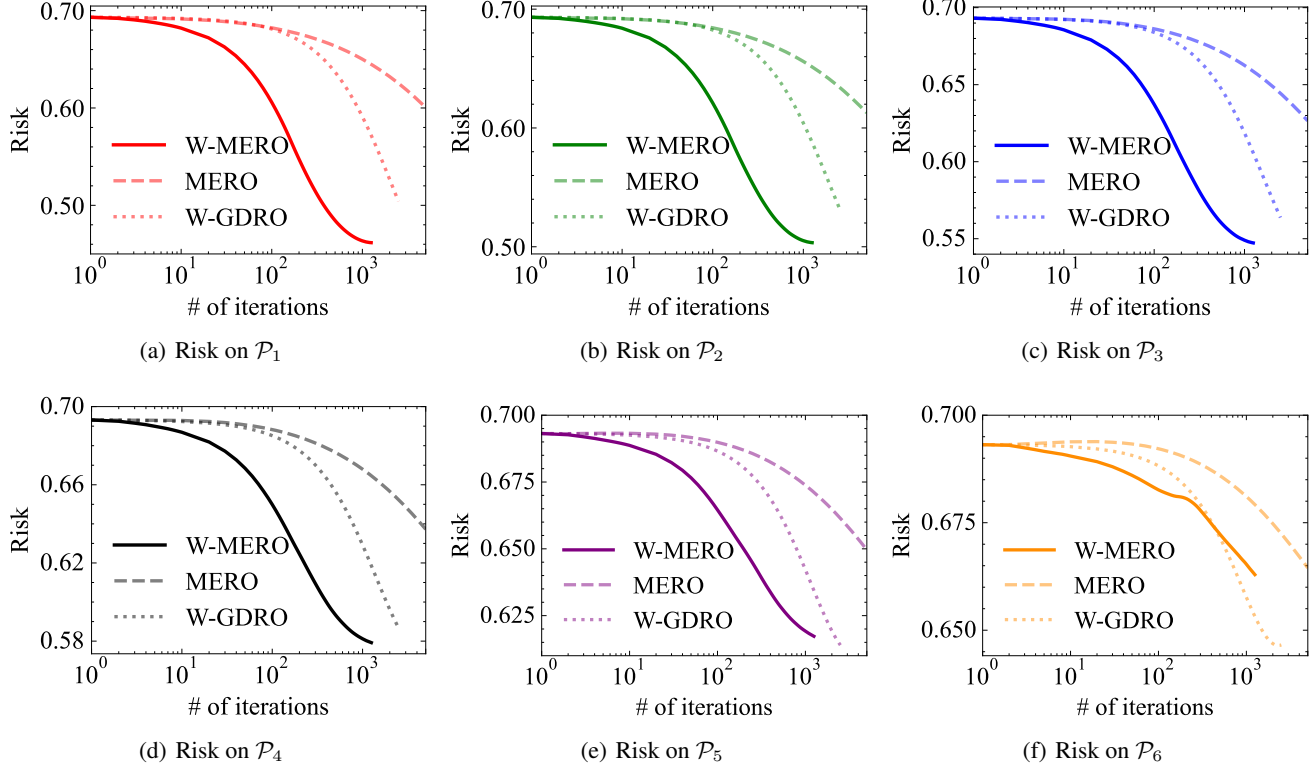 0.70
0.60
0.50
Risk
W-MERO
MERO
W-GDRO
10^0
10^1
10^2
10^3
# of iterations
(a) Risk on 𝒫_1
0.70
0.60
0.50
Risk
W-MERO
MERO
W-GDRO
10^0
10^1
10^2
10^3
# of iterations
(b) Risk on 𝒫_2
0.70
0.65
0.60
0.55
Risk
W-MERO
MERO
W-GDRO
10^0
10^1
10^2
10^3
# of iterations
(c) Risk on 𝒫_3
0.70
0.66
0.62
0.58
Risk
W-MERO
MERO
W-GDRO
10^0
10^1
10^2
10^3
# of iterations
(d) Risk on 𝒫_4
0.700
0.675
0.650
0.625
Risk
W-MERO
MERO
W-GDRO
10^0
10^1
10^2
10^3
# of iterations
(e) Risk on 𝒫_5
0.700
0.675
0.650
Risk
W-MERO
MERO
W-GDRO
10^0
10^1
10^2
10^3
# of iterations
(f) Risk on 𝒫_6